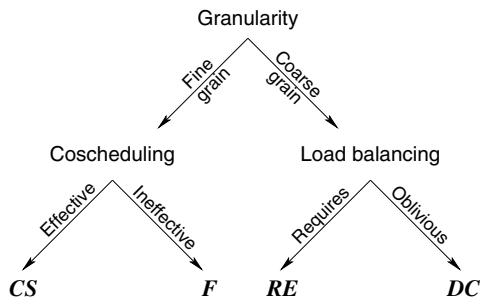 Granularity
Fine
grain
Coarse
grain
Coscheduling
Load balancing
Effective
Ineffective
Requires
Oblivious
CS
F
RE
DC